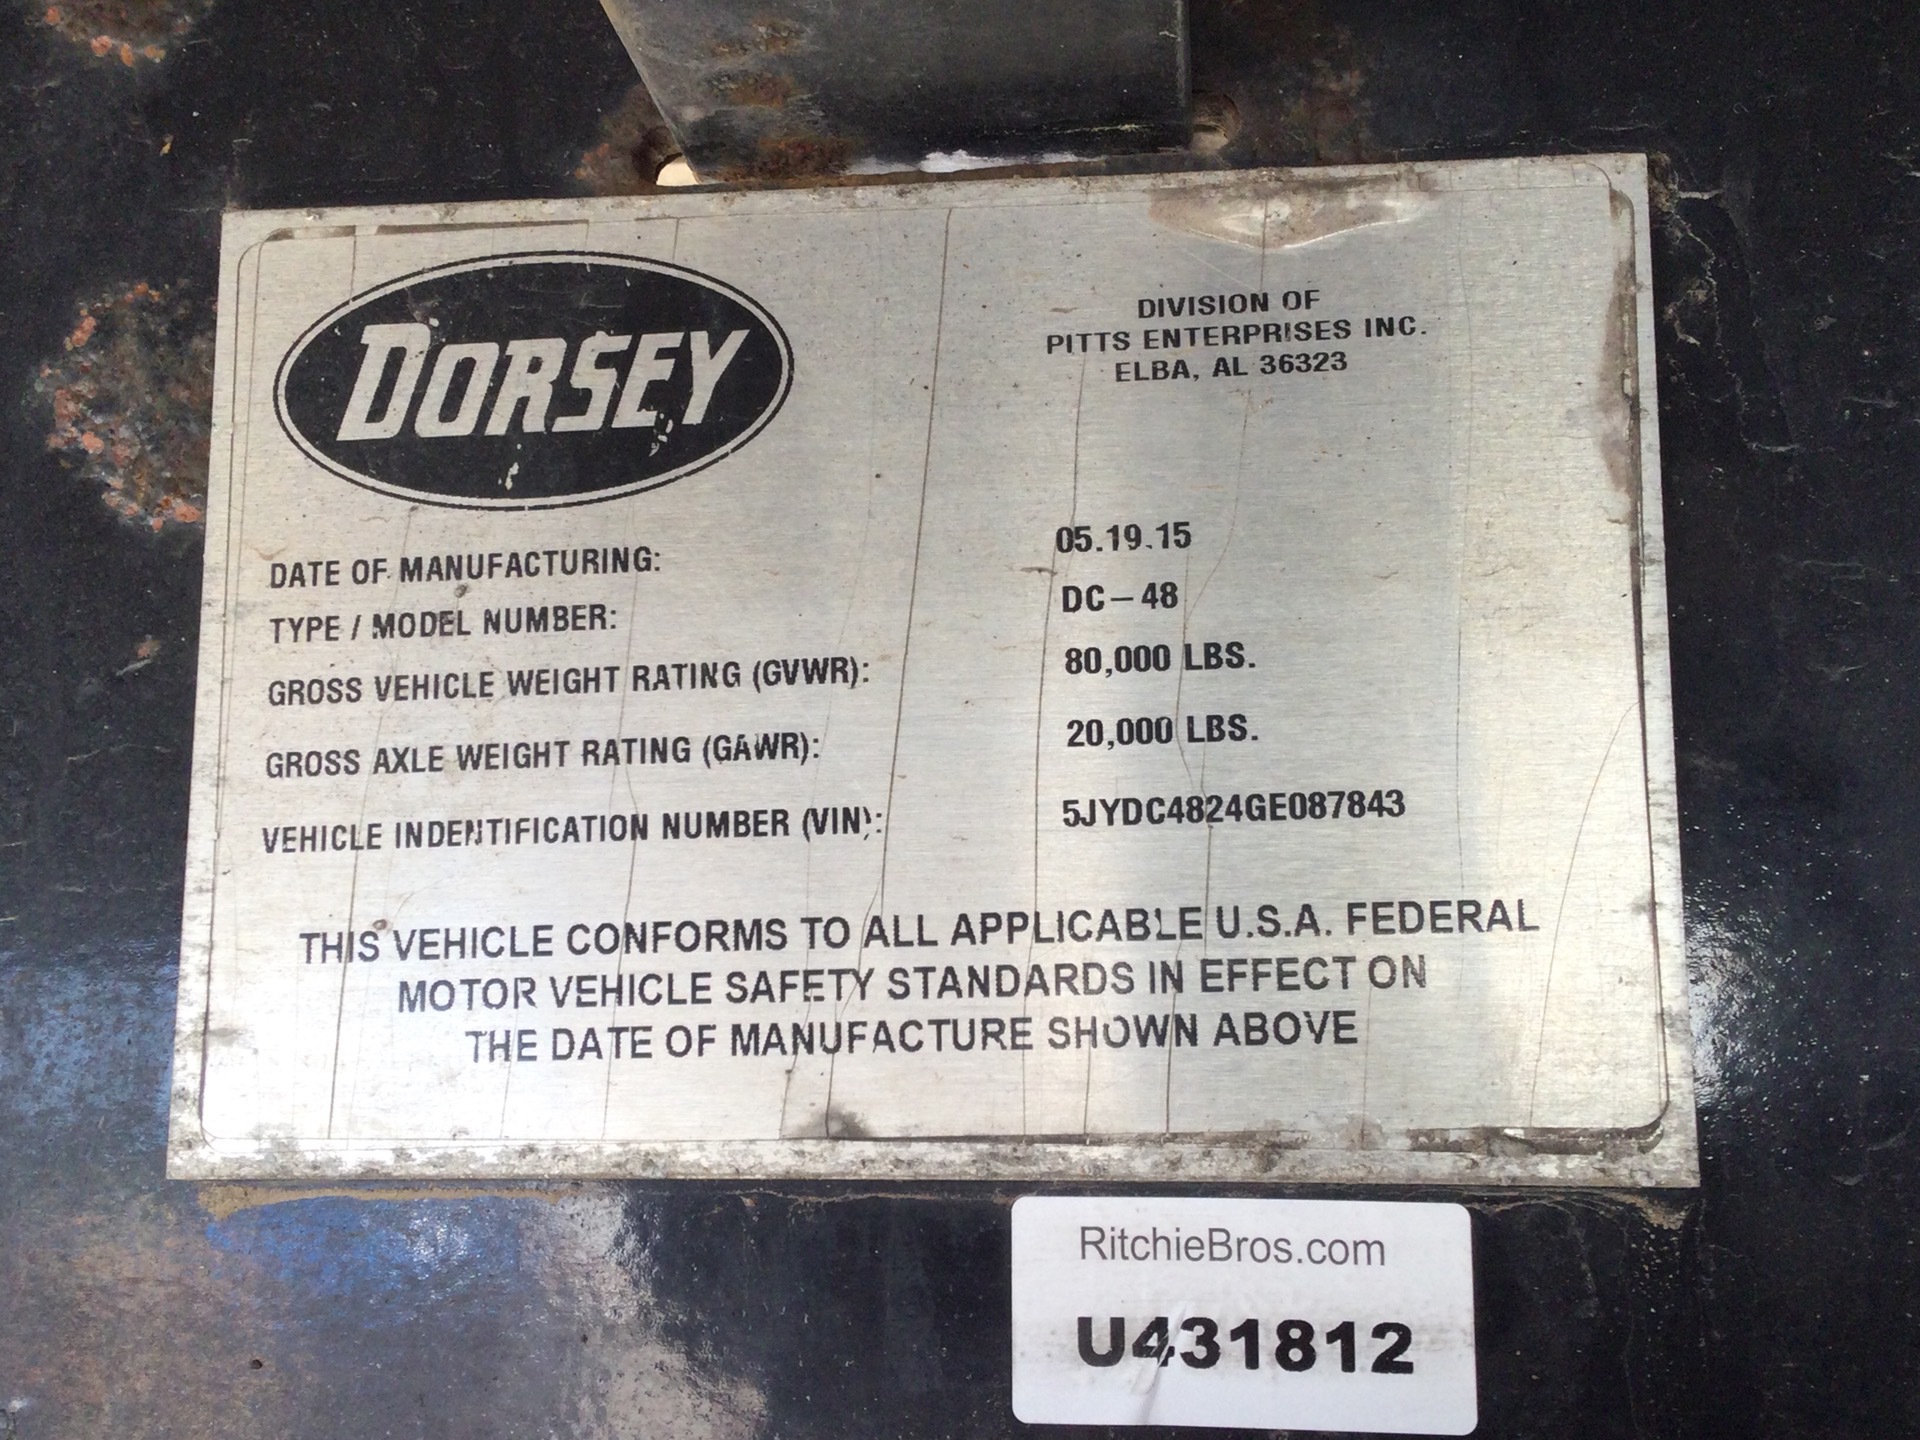 DORSEY
DIVISION OF
PITTS ENTERPRISES INC.
ELBA, AL 36323
DATE OF MANUFACTURING: 05.19.15
TYPE / MODEL NUMBER: DC-48
GROSS VEHICLE WEIGHT RATING (GVWR): 80,000 LBS.
GROSS AXLE WEIGHT RATING (GAWR): 20,000 LBS.
VEHICLE INDENTIFICATION NUMBER (VIN): 5JYDC4824GE087843
THIS VEHICLE CONFORMS TO ALL APPLICABLE U.S.A. FEDERAL
MOTOR VEHICLE SAFETY STANDARDS IN EFFECT ON
THE DATE OF MANUFACTURE SHOWN ABOVE
RitchieBros.com
U431812